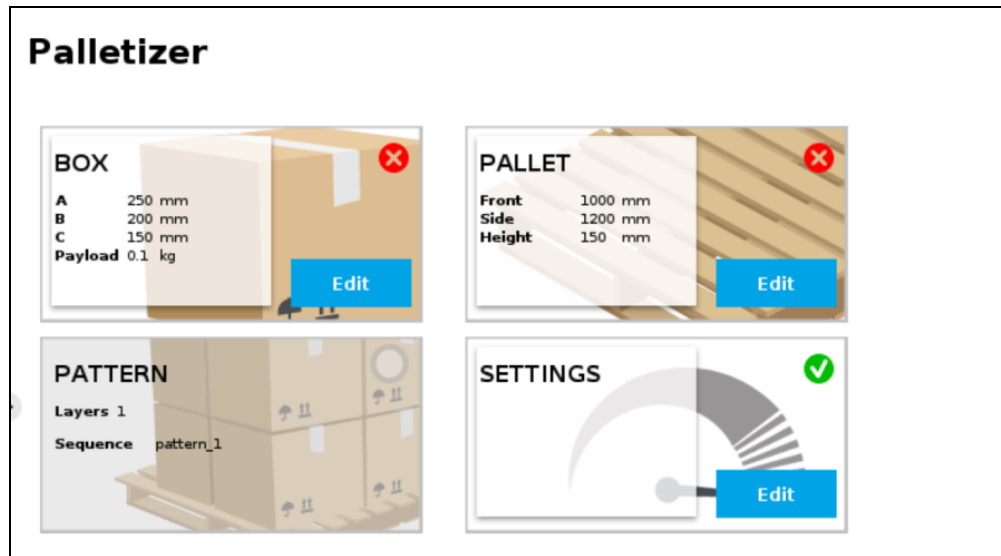 Palletizer
BOX
A 250 mm
B 200 mm
C 150 mm
Payload 0.1 kg
Edit
PALLET
Front 1000 mm
Side 1200 mm
Height 150 mm
Edit
PATTERN
Layers 1
Sequence pattern_1
SETTINGS
Edit